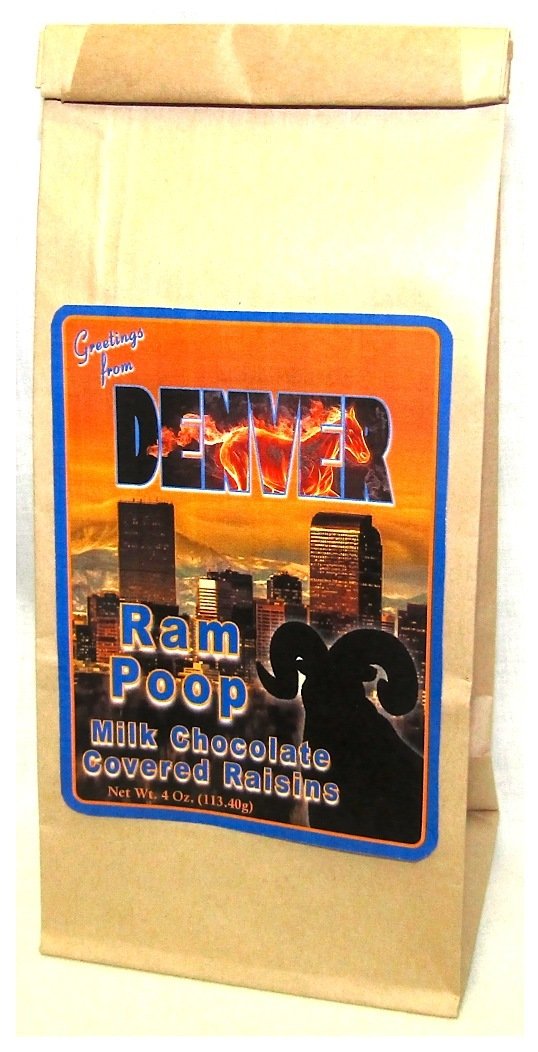 Greetings
from
DENVER
Ram
Poop
Milk Chocolate
Covered Raisins
Net Wt. 4 Oz. (113.40g)